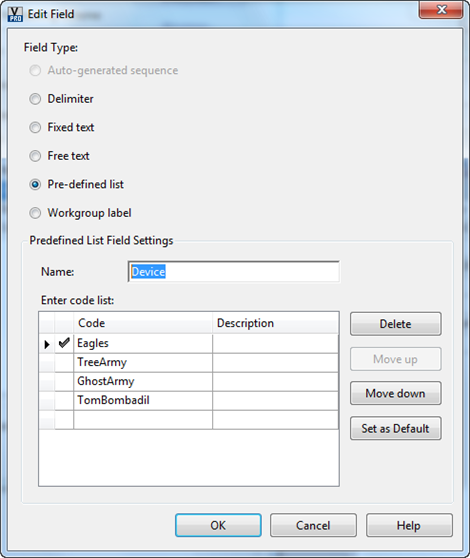 V
PRO
Edit Field
Field Type:
Auto-generated sequence
Delimiter
Fixed text
Free text
Pre-defined list
Workgroup label
Predefined List Field Settings
Name: Device
Enter code list:
Code Description
Eagles
TreeArmy
GhostArmy
TomBombadil
Delete
Move up
Move down
Set as Default
OK Cancel Help